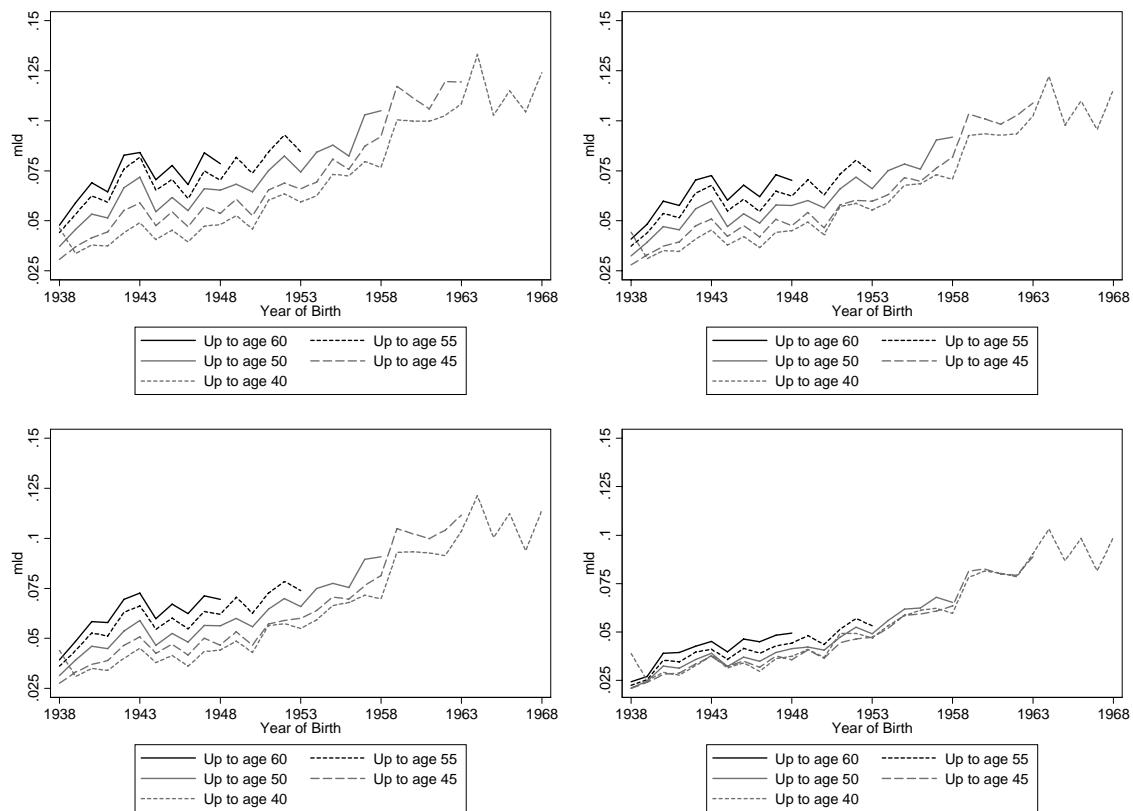 .15
.125
.1
.075
.05
.025
mld
1938 1943 1948 1953 1958 1963 1968
Year of Birth
Up to age 60 Up to age 55
Up to age 50 Up to age 45
Up to age 40
.15
.125
.1
.075
.05
.025
mld
1938 1943 1948 1953 1958 1963 1968
Year of Birth
Up to age 60 Up to age 55
Up to age 50 Up to age 45
Up to age 40
.15
.125
.1
.075
.05
.025
mld
1938 1943 1948 1953 1958 1963 1968
Year of Birth
Up to age 60 Up to age 55
Up to age 50 Up to age 45
Up to age 40
.15
.125
.1
.075
.05
.025
mld
1938 1943 1948 1953 1958 1963 1968
Year of Birth
Up to age 60 Up to age 55
Up to age 50 Up to age 45
Up to age 40